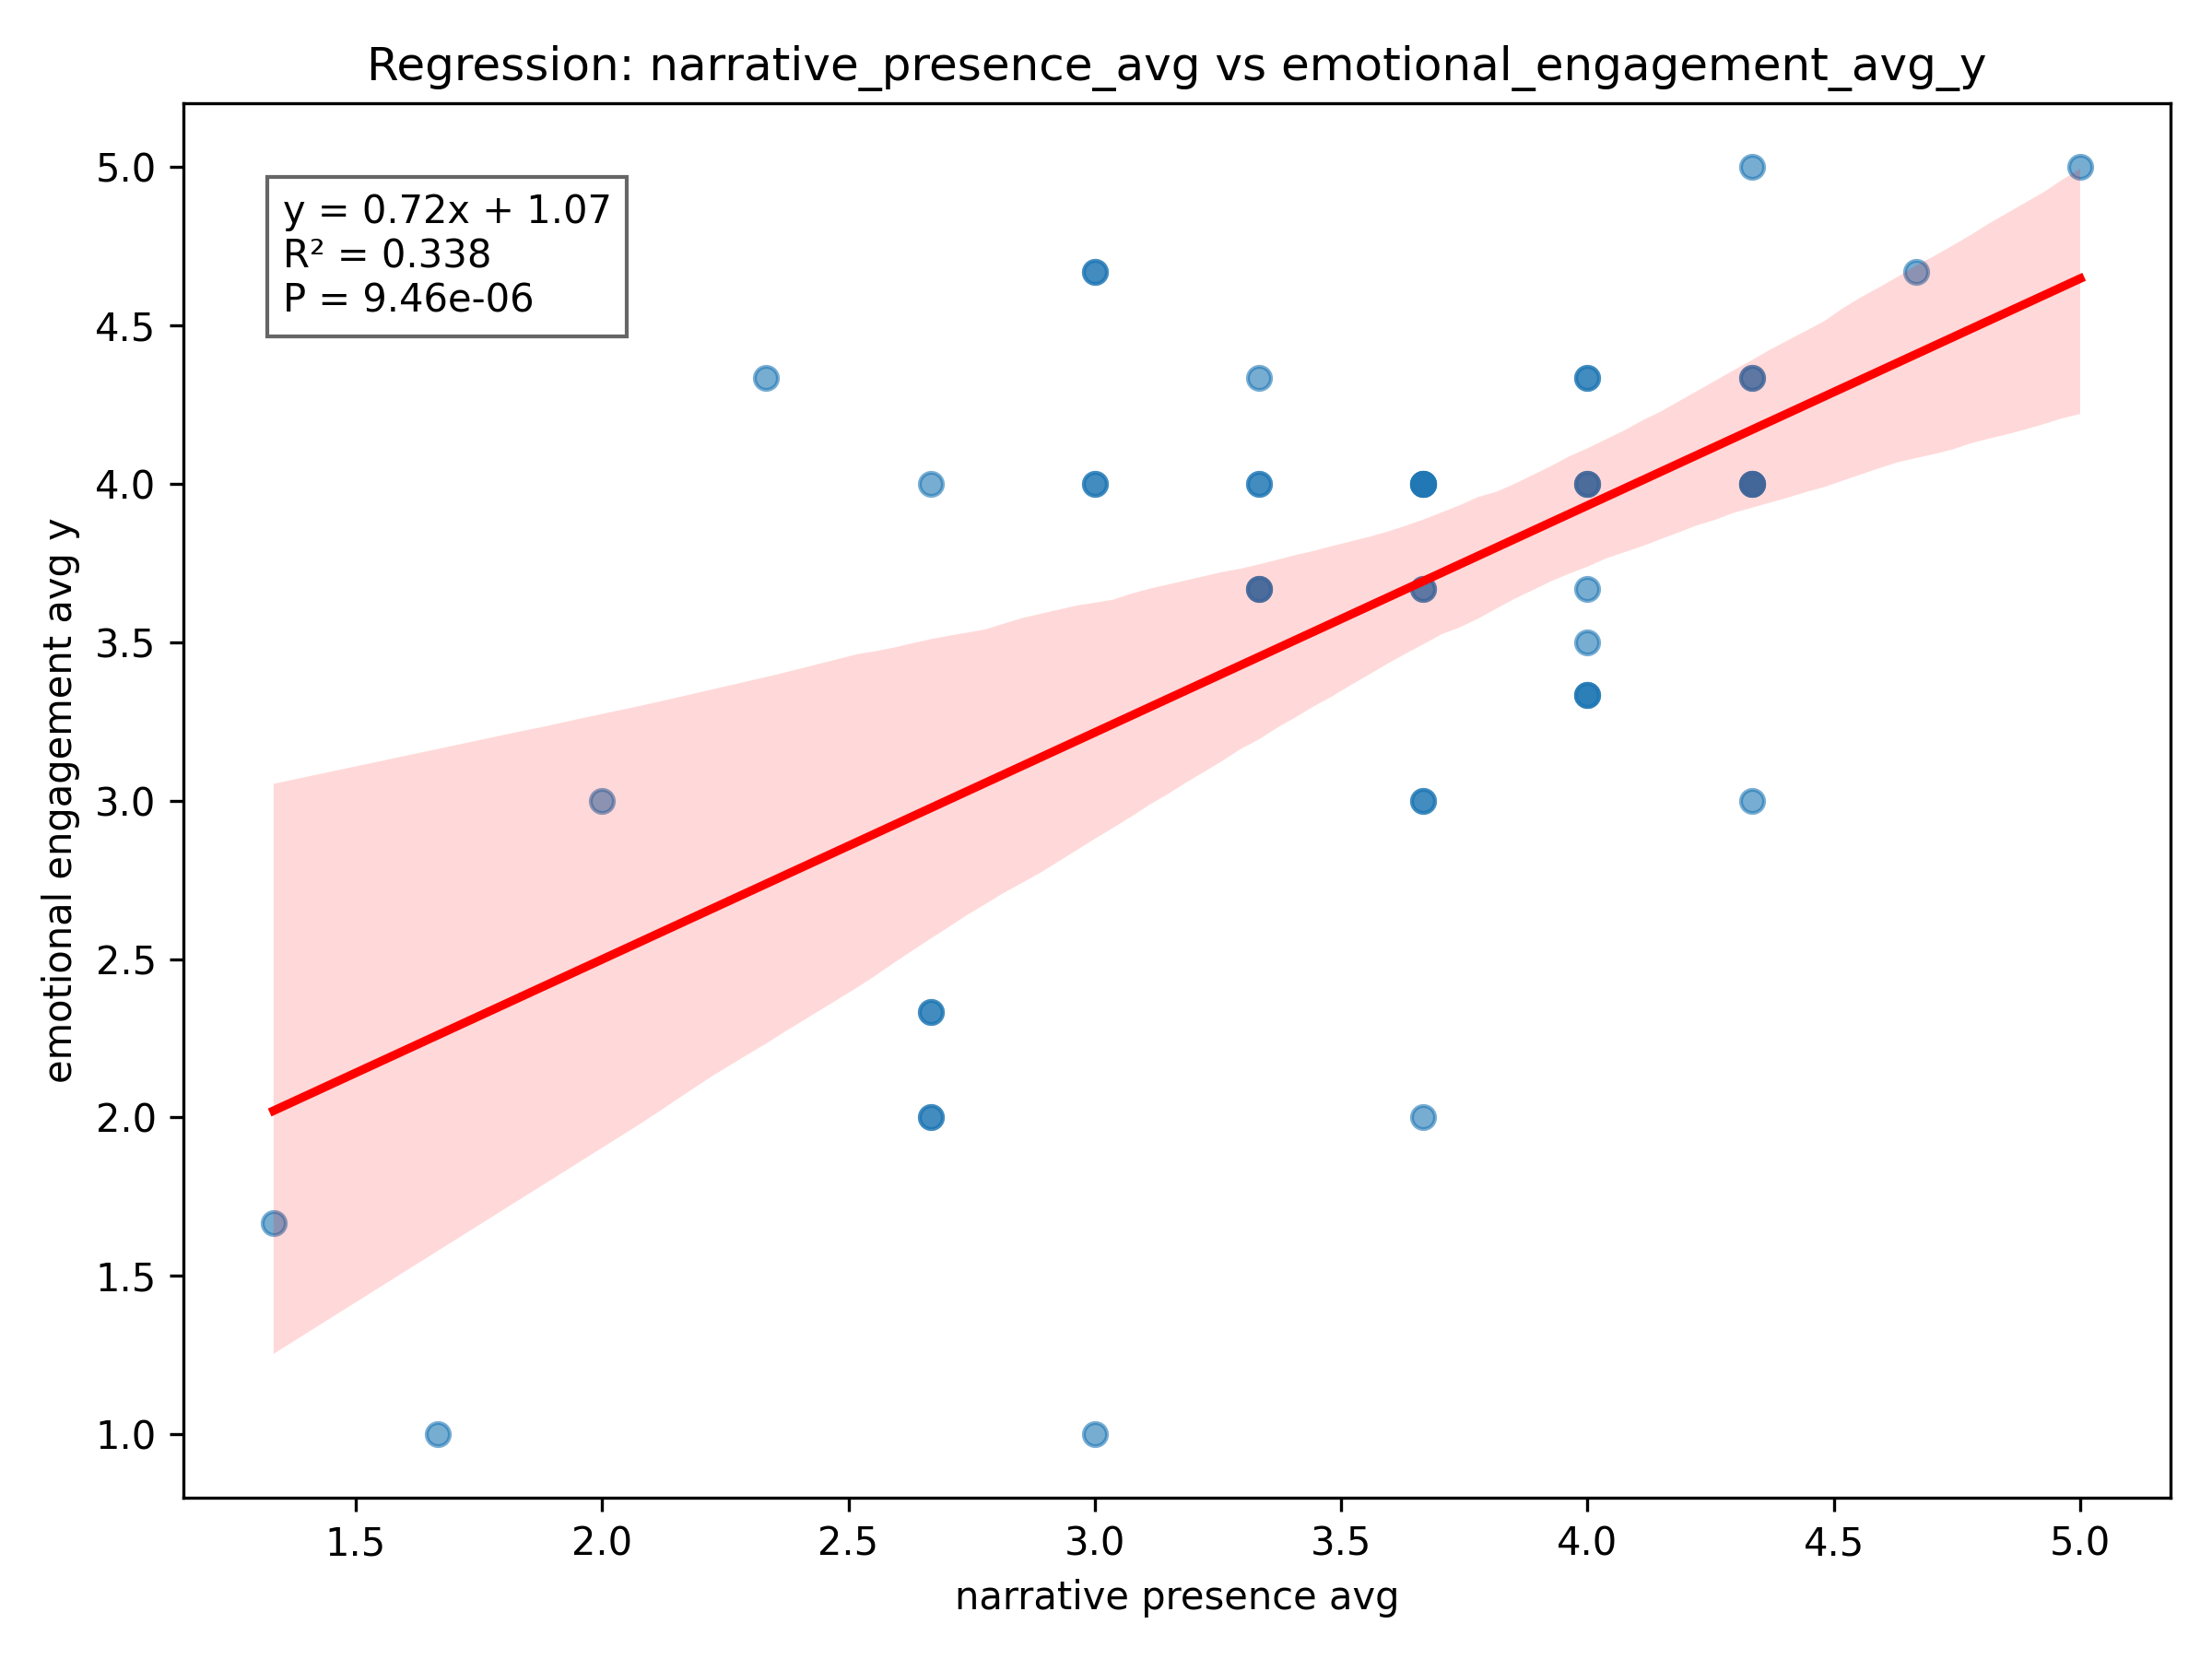 Regression: narrative_presence_avg vs emotional_engagement_avg_y
y = 0.72x + 1.07
R² = 0.338
P = 9.46e-06
emotional engagement avg y
5.0
4.5
4.0
3.5
3.0
2.5
2.0
1.5
1.0
1.5 2.0 2.5 3.0 3.5 4.0 4.5 5.0
narrative presence avg